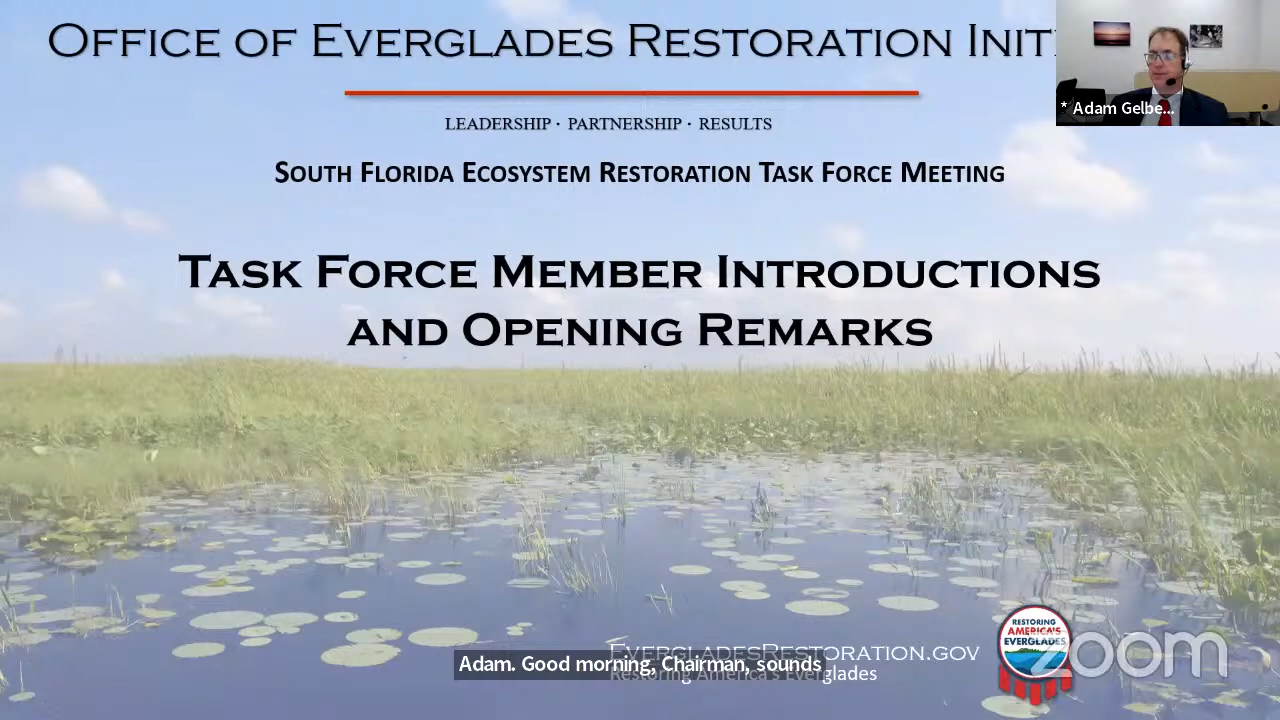 OFFICE OF EVERGLADES RESTORATION INIT
LEADERSHIP · PARTNERSHIP · RESULTS
* Adam Gelbe...
SOUTH FLORIDA ECOSYSTEM RESTORATION TASK FORCE MEETING
TASK FORCE MEMBER INTRODUCTIONS
AND OPENING REMARKS
RESTORING
AMERICA'S
EVERGLADES
EVERGLADESRESTORATION.GOV
Adam. Good morning, Chairman, sounds
Restoring America's Everglades
zoom